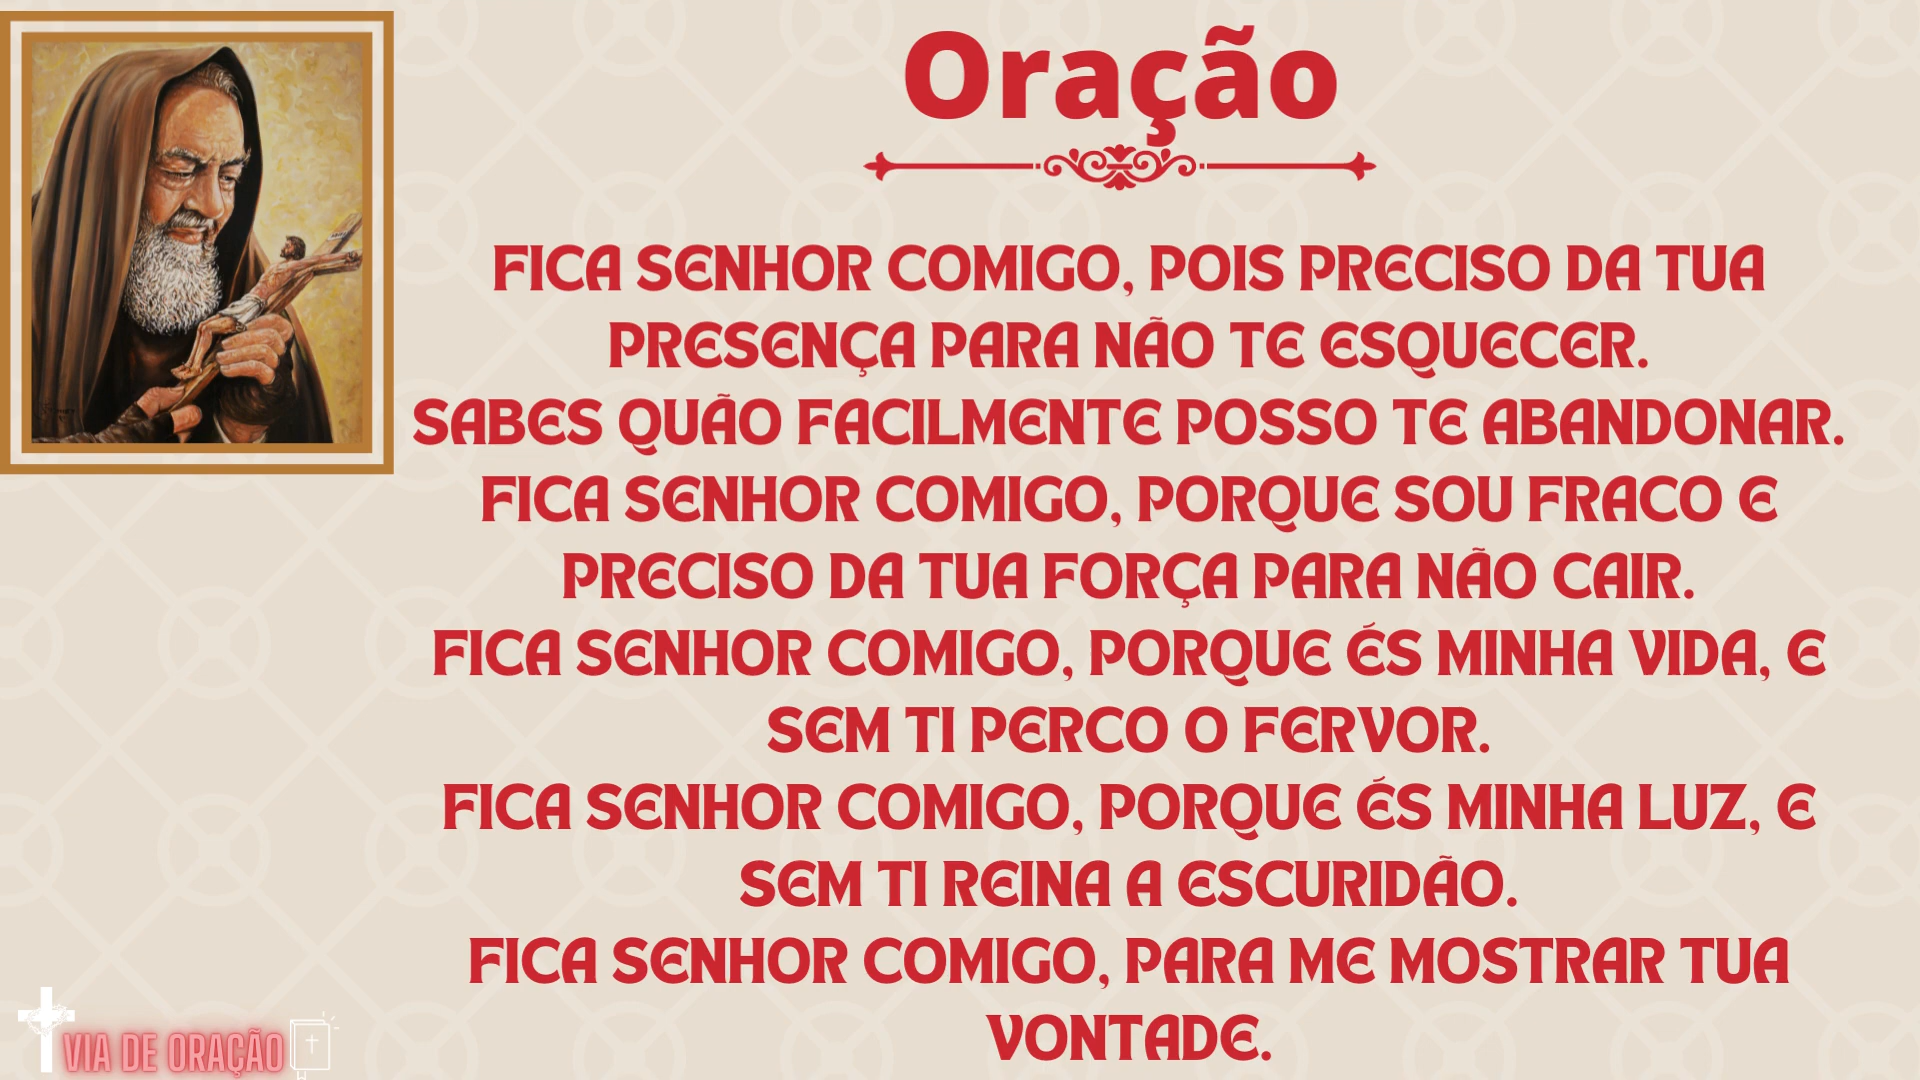 Oração
FICA SENHOR COMIGO, POIS PRECISO DA TUA
PRESENÇA PARA NÃO TE ESQUECER.
SABES QUÃO FACILMENTE POSSO TE ABANDONAR.
FICA SENHOR COMIGO, PORQUE SOU FRACO E
PRECISO DA TUA FORÇA PARA NÃO CAIR.
FICA SENHOR COMIGO, PORQUE ÉS MINHA VIDA, E
SEM TI PERCO O FERVOR.
FICA SENHOR COMIGO, PORQUE ÉS MINHA LUZ, E
SEM TI REINA A ESCURIDÃO.
FICA SENHOR COMIGO, PARA ME MOSTRAR TUA
VONTADE.
VIA DE ORAÇÃO